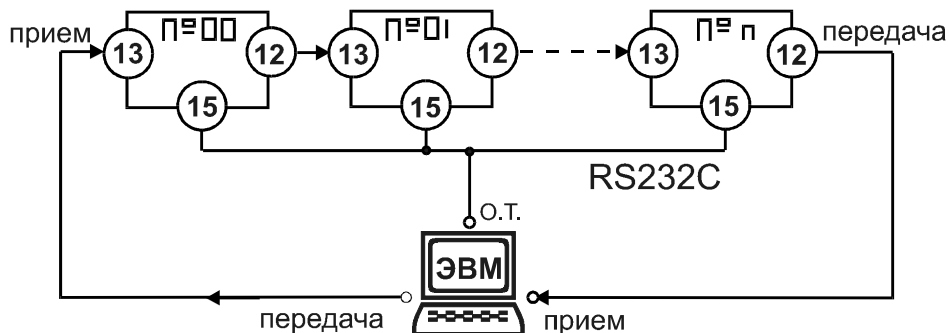 прием
13
П≌00
12
13
П≌01
12
13
П≌ п
12
передача
15
15
15
RS232C
О.Т.
ЭВМ
передача
прием